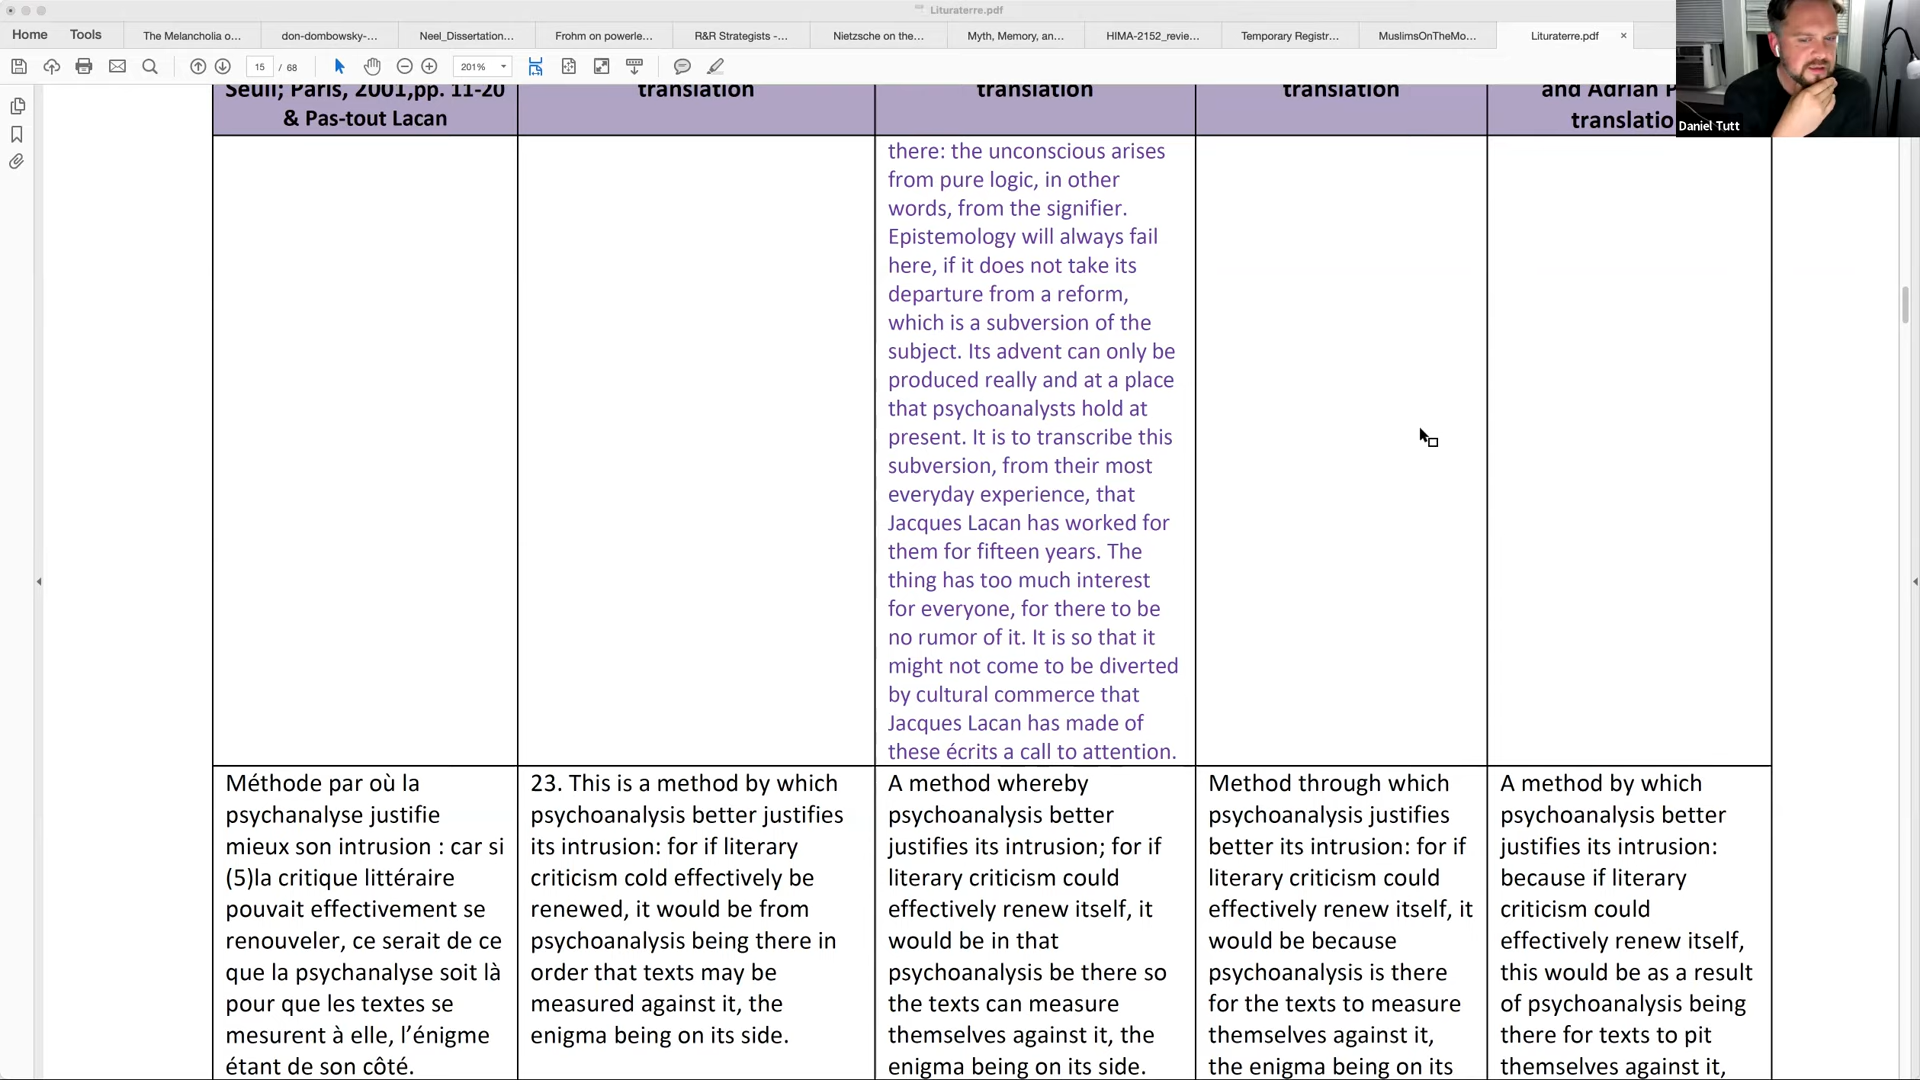 Lituraterre.pdf
Home Tools The Melancholia o... don-dombowsky-... Neel_Dissertation... Frohm on powerle... R&R Strategists -... Nietzsche on the... Myth, Memory, an... HIMA-2152_revie... Temporary Registr... MuslimsOnTheMo... Lituraterre.pdf ×
15 / 68 201%
Daniel Tutt
Seuil; Paris, 2001,pp. 11-20
& Pas-tout Lacan
translation
translation
translation
and Adrian P
translatio
there: the unconscious arises
from pure logic, in other
words, from the signifier.
Epistemology will always fail
here, if it does not take its
departure from a reform,
which is a subversion of the
subject. Its advent can only be
produced really and at a place
that psychoanalysts hold at
present. It is to transcribe this
subversion, from their most
everyday experience, that
Jacques Lacan has worked for
them for fifteen years. The
thing has too much interest
for everyone, for there to be
no rumor of it. It is so that it
might not come to be diverted
by cultural commerce that
Jacques Lacan has made of
these écrits a call to attention.
Méthode par où la
psychanalyse justifie
mieux son intrusion : car si
(5)la critique littéraire
pouvait effectivement se
renouveler, ce serait de ce
que la psychanalyse soit là
pour que les textes se
mesurent à elle, l’énigme
étant de son côté.
23. This is a method by which
psychoanalysis better justifies
its intrusion: for if literary
criticism cold effectively be
renewed, it would be from
psychoanalysis being there in
order that texts may be
measured against it, the
enigma being on its side.
A method whereby
psychoanalysis better
justifies its intrusion; for if
literary criticism could
effectively renew itself, it
would be in that
psychoanalysis be there so
the texts can measure
themselves against it, the
enigma being on its side.
Method through which
psychoanalysis justifies
better its intrusion: for if
literary criticism could
effectively renew itself, it
would be because
psychoanalysis is there
for the texts to measure
themselves against it,
the enigma being on its
A method by which
psychoanalysis better
justifies its intrusion:
because if literary
criticism could
effectively renew itself,
this would be as a result
of psychoanalysis being
there for texts to pit
themselves against it,